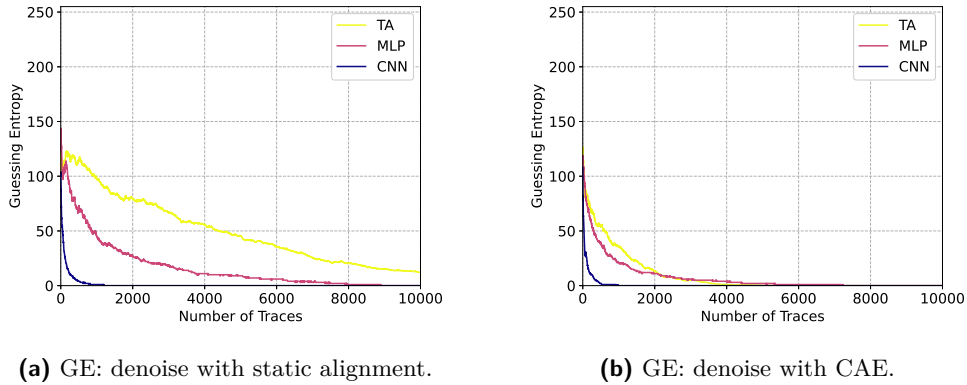 250
200
150
100
50
0
Guessing Entropy
TA
MLP
CNN
0 2000 4000 6000 8000 10000
Number of Traces
(a) GE: denoise with static alignment.
250
200
150
100
50
0
Guessing Entropy
TA
MLP
CNN
0 2000 4000 6000 8000 10000
Number of Traces
(b) GE: denoise with CAE.